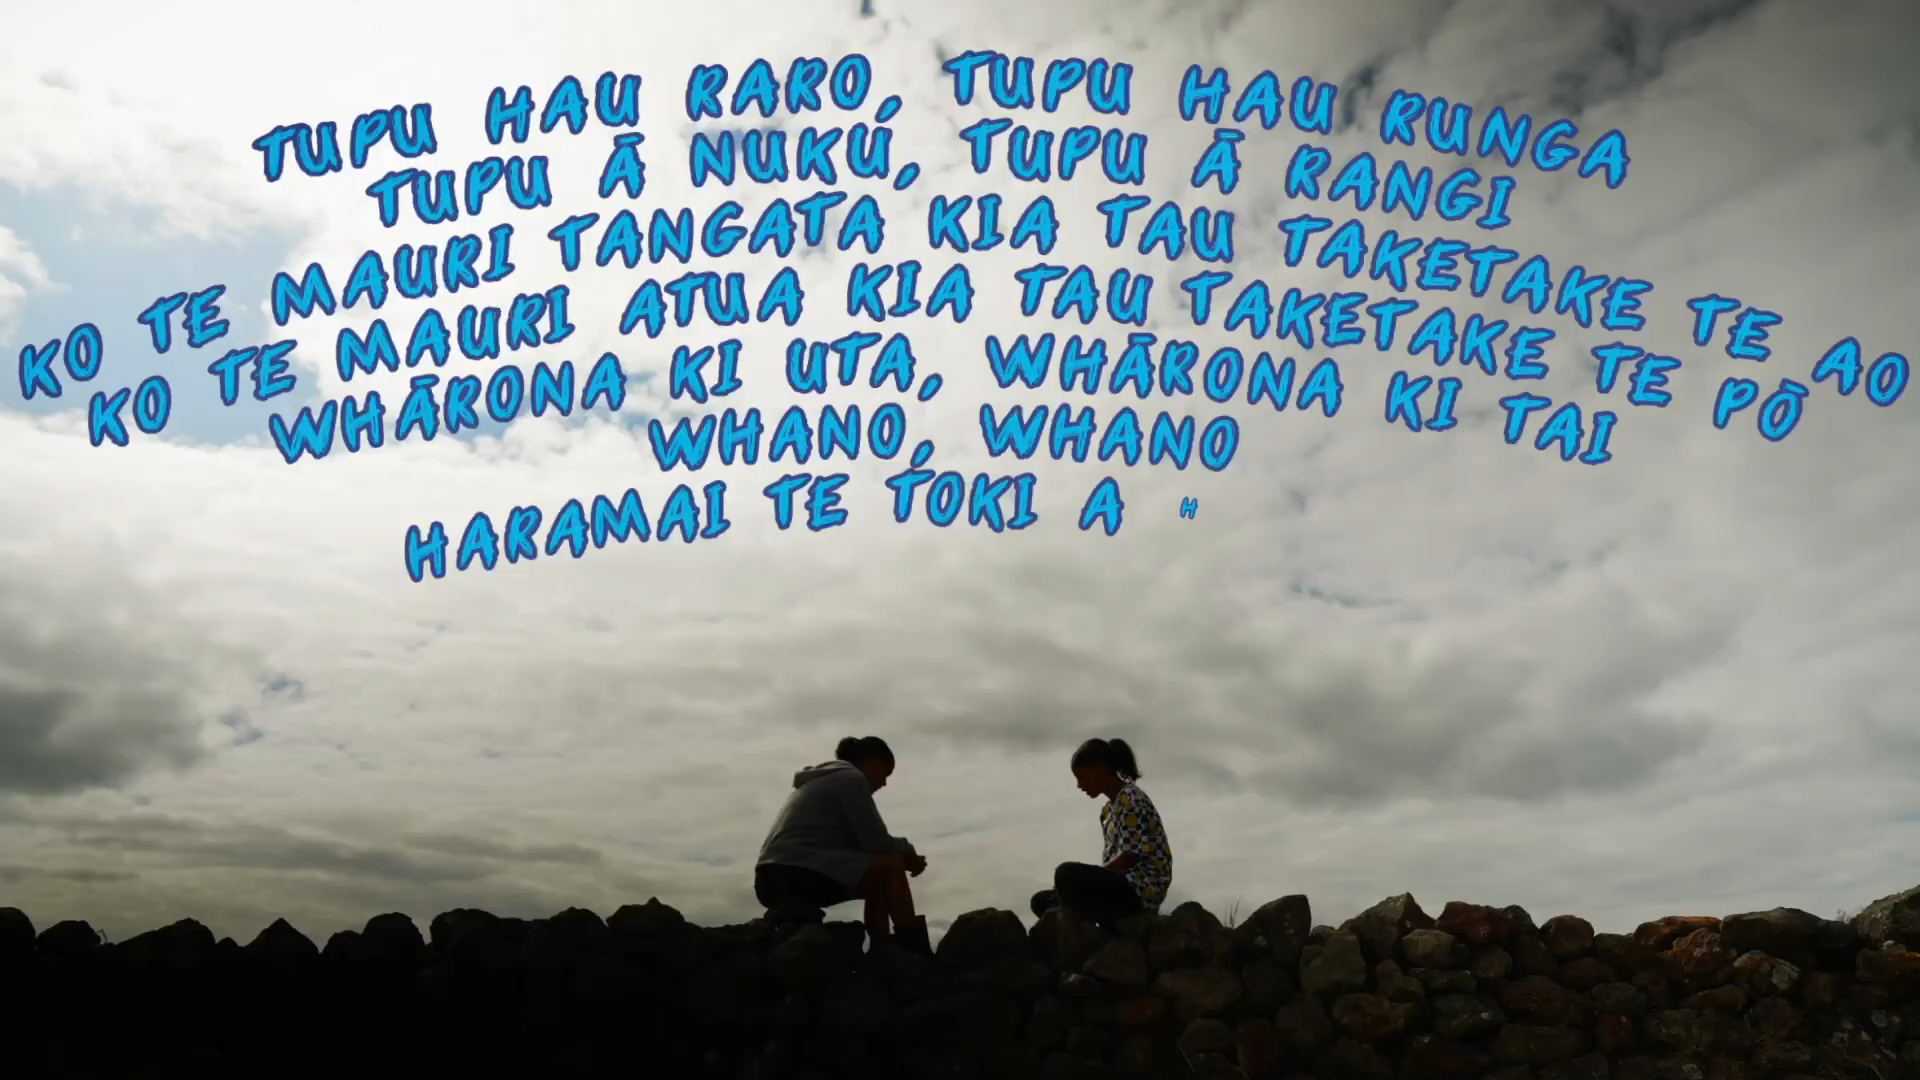 TUPU HAU RARO, TUPU HAU RUNGA
TUPU Ā NUKU, TUPU Ā RANGI
KO TE MAURI TANGATA KIA TAU TAKETAKE TE AO
KO TE MAURI ATUA KIA TAU TAKETAKE TE PŌ
WHĀRONA KI UTA, WHĀRONA KI TAI
WHANO, WHANO
HARAMAI TE TOKI A H